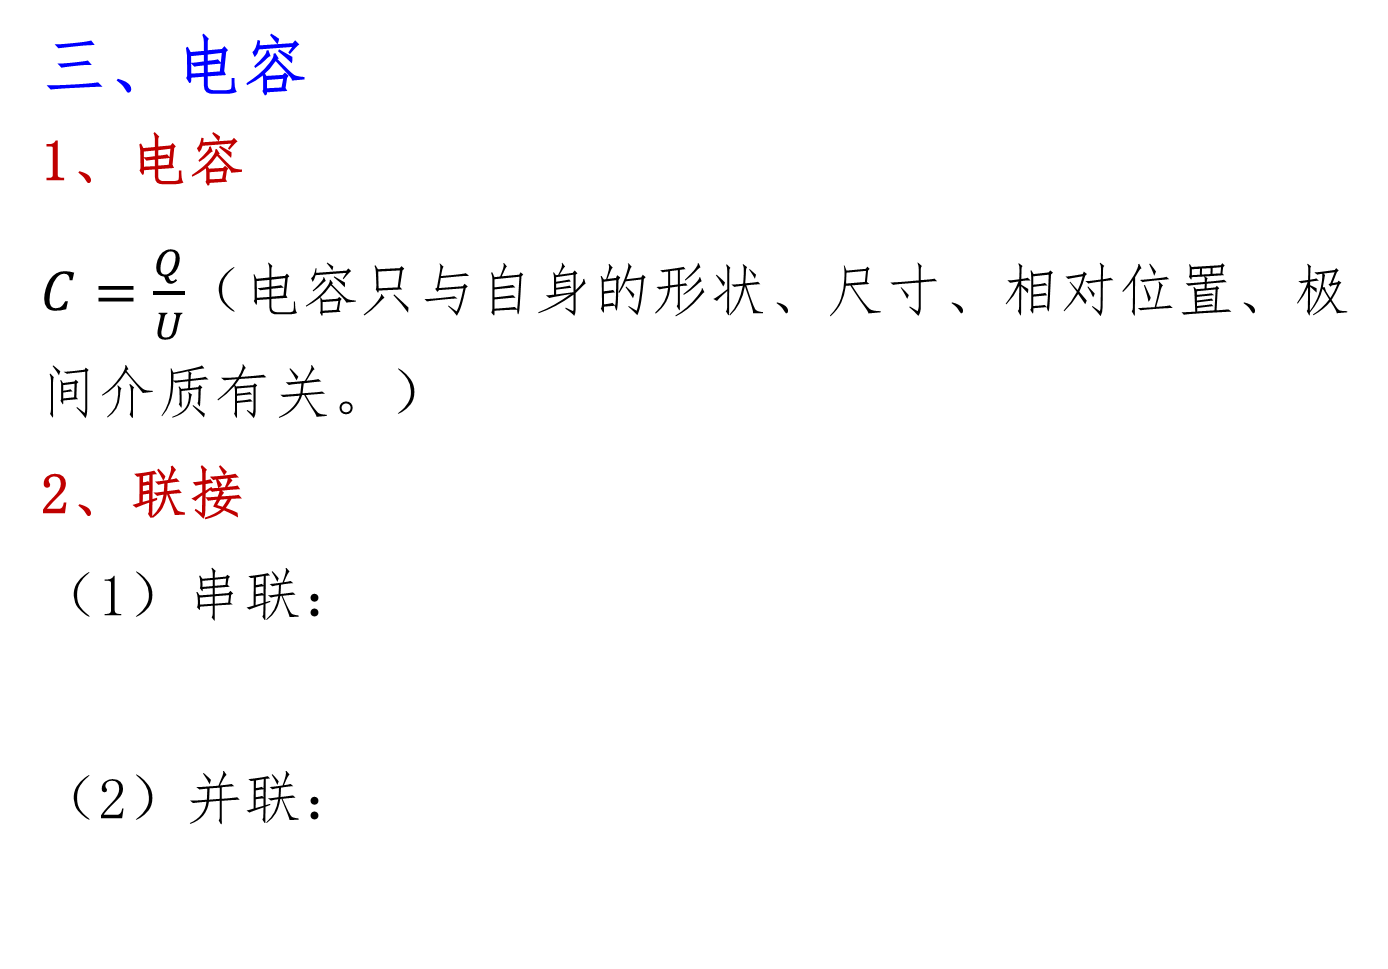 三、电容
1、电容
C = Q/U（电容只与自身的形状、尺寸、相对位置、极
间介质有关。）
2、联接
（1）串联：
（2）并联：